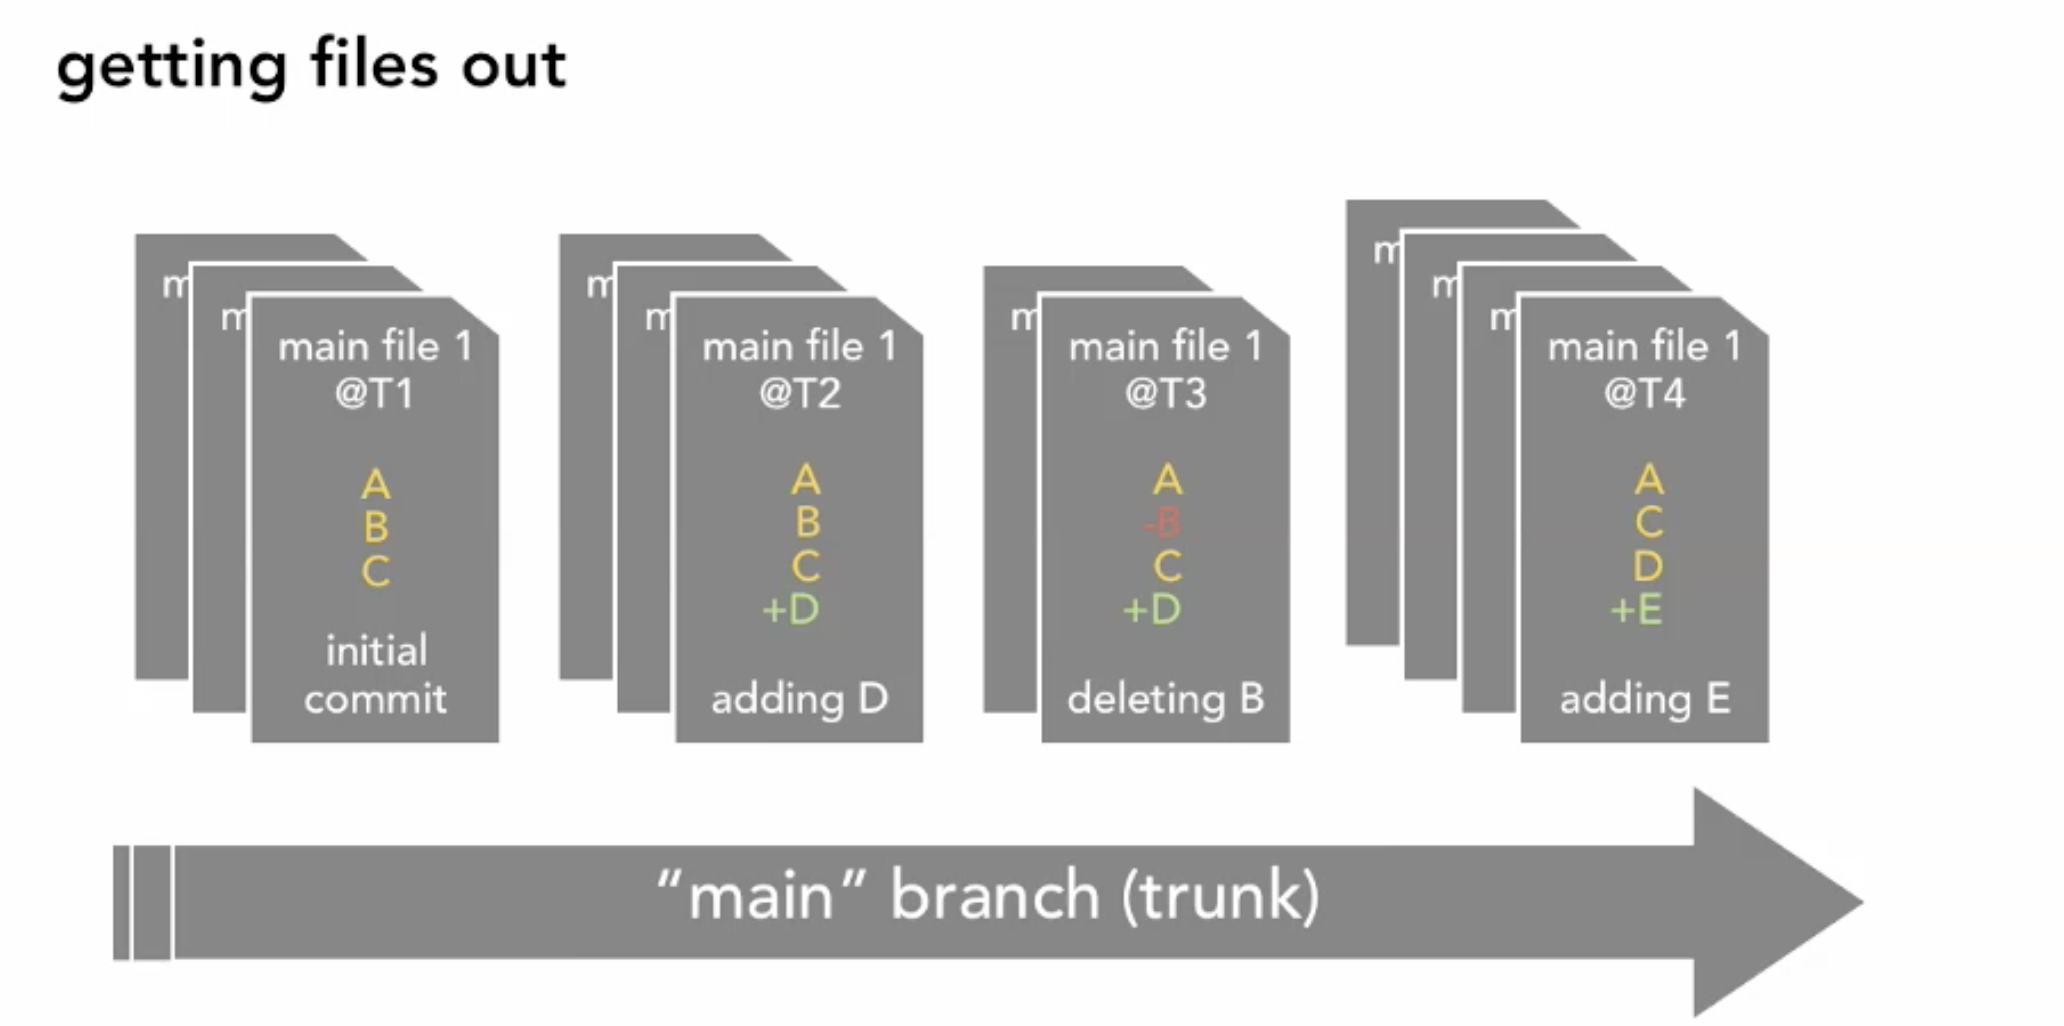 getting files out
m
m
main file 1
@T1
A
B
C
initial
commit
m
m
main file 1
@T2
A
B
C
+D
adding D
m
main file 1
@T3
A
-B
C
+D
deleting B
m
m
m
main file 1
@T4
A
C
D
+E
adding E
“main” branch (trunk)